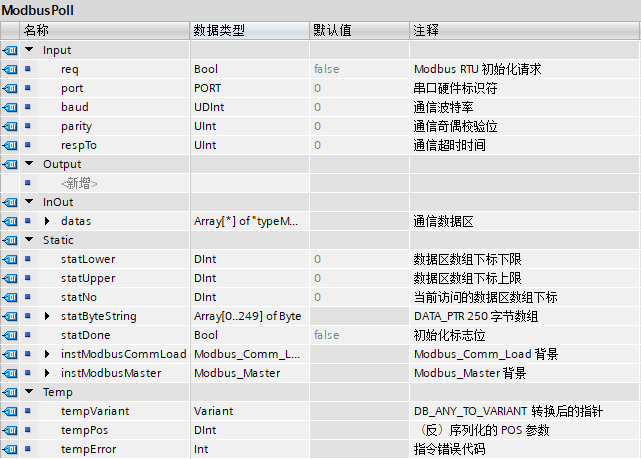 ModbusPoll
名称 数据类型 默认值 注释
Input
req Bool false Modbus RTU 初始化请求
port PORT 0 串口硬件标识符
baud UDInt 0 通信波特率
parity UInt 0 通信奇偶校验位
respTo UInt 0 通信超时时间
Output
<新增>
InOut
datas Array[*] of "typeM... 通信数据区
Static
statLower DInt 0 数据区数组下标下限
statUpper DInt 0 数据区数组下标上限
statNo DInt 0 当前访问的数据区数组下标
statByteString Array[0..249] of Byte DATA_PTR 250 字节数组
statDone Bool false 初始化标志位
instModbusCommLoad Modbus_Comm_L... Modbus_Comm_Load 背景
instModbusMaster Modbus_Master Modbus_Master 背景
Temp
tempVariant Variant DB_ANY_TO_VARIANT 转换后的指针
tempPos DInt （反）序列化的 POS 参数
tempError Int 指令错误代码